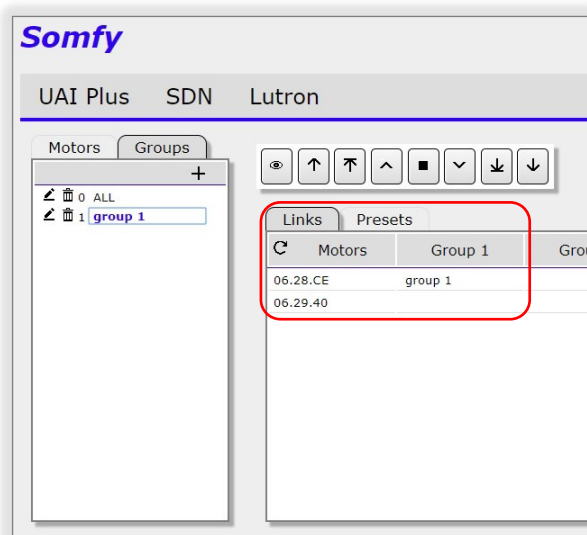 Somfy
UAI Plus SDN Lutron
Motors Groups
+
0 ALL
1 group 1
Links Presets
Motors Group 1 Grou
06.28.CE group 1
06.29.40